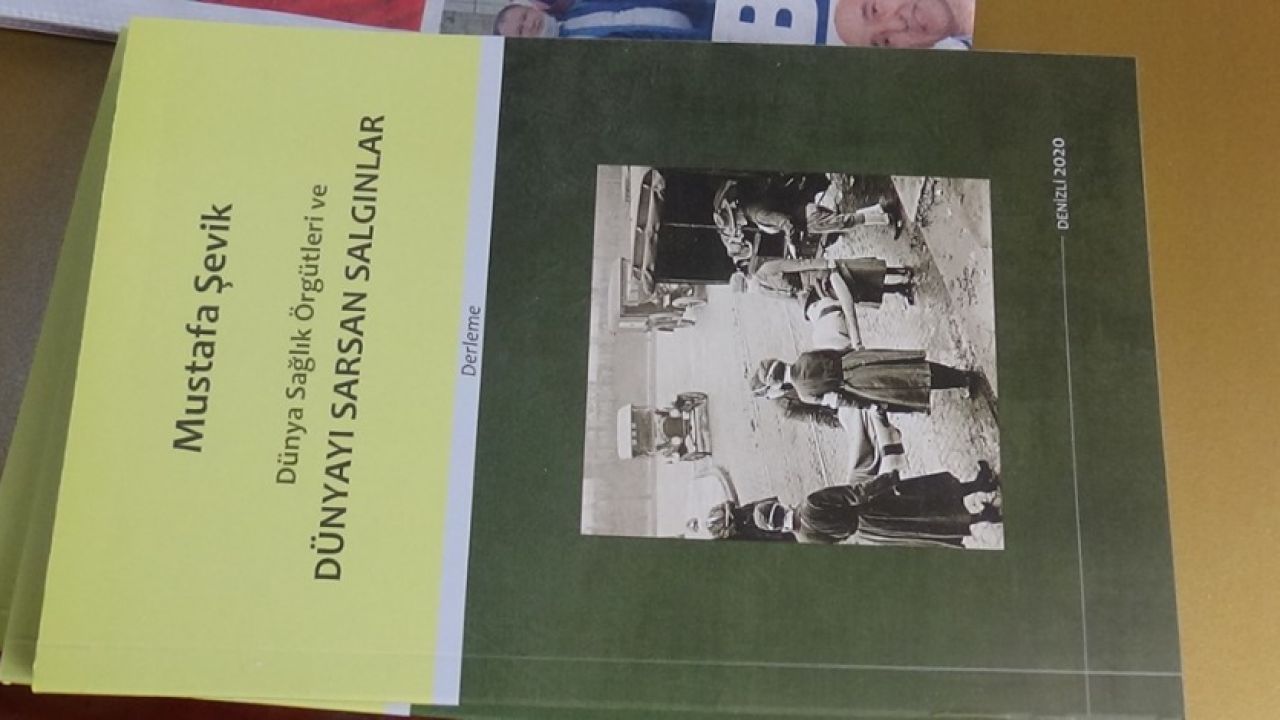 Mustafa Şevik
Dünya Sağlık Örgütleri ve
DÜNYAYI SARSAN SALGINLAR
Derleme
DENİZLİ 2020
B